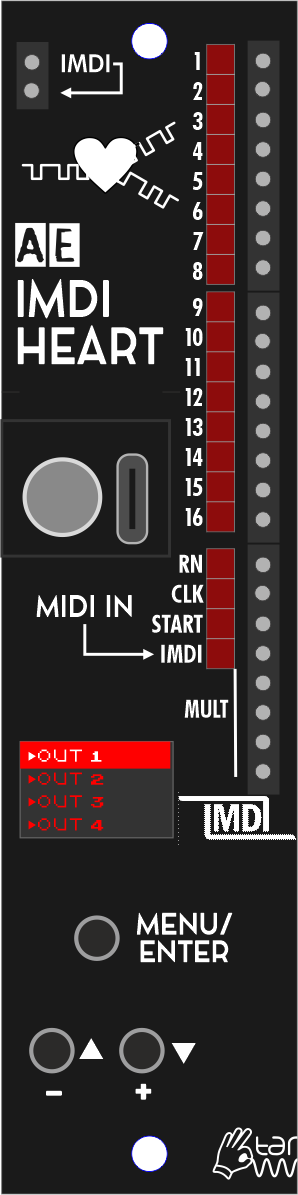 IMDI
1
2
3
4
5
6
7
8
AE
IMDI
HEART
9
10
11
12
13
14
15
16
RN
CLK
START
IMDI
MIDI IN
MULT
OUT 1
OUT 2
OUT 3
OUT 4
IMDI
MENU/
ENTER
-
+